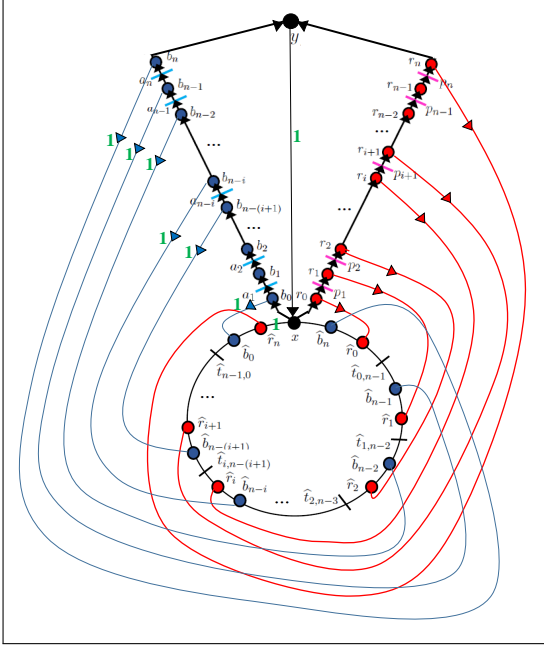 y
b_n r_n
a_n b_{n-1} r_{n-1} p_n
a_{n-1} b_{n-2} r_{n-2} p_{n-1}
... ...
1 1 1 1 r_{i+1}
b_{n-i} r_i p_{i+1}
a_{n-i} b_{n-(i+1)}
... ...
1 1 b_2 r_2
a_2 b_1 r_1 p_2
1 a_1 b_0 r_0 p_1
1 x
\hat{r}_n \hat{b}_n
\hat{b}_0 \hat{r}_0
\hat{t}_{n-1,0} \hat{t}_{0,n-1}
... \hat{b}_{n-1}
\hat{r}_{i+1} \hat{r}_1
\hat{b}_{n-(i+1)} \hat{t}_{1,n-2}
\hat{t}_{i,n-(i+1)} \hat{b}_{n-2}
\hat{r}_i \hat{b}_{n-i} ... \hat{t}_{2,n-3} \hat{r}_2